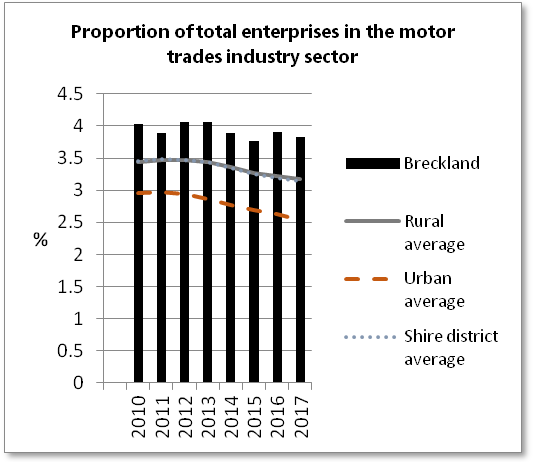 Proportion of total enterprises in the motor
trades industry sector
4.5
4
3.5
3
2.5
2
1.5
1
0.5
0
%
2010
2011
2012
2013
2014
2015
2016
2017
Breckland
Rural
average
Urban
average
Shire district
average